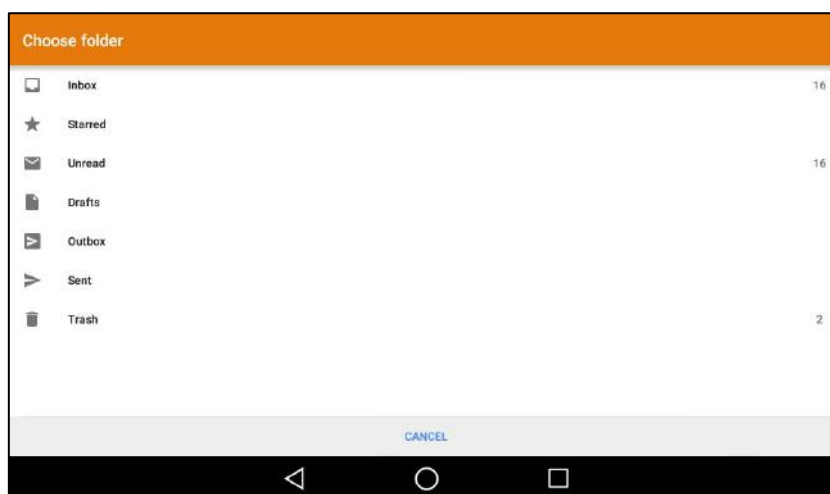 Choose folder
Inbox 16
Starred
Unread 16
Drafts
Outbox
Sent
Trash 2
CANCEL